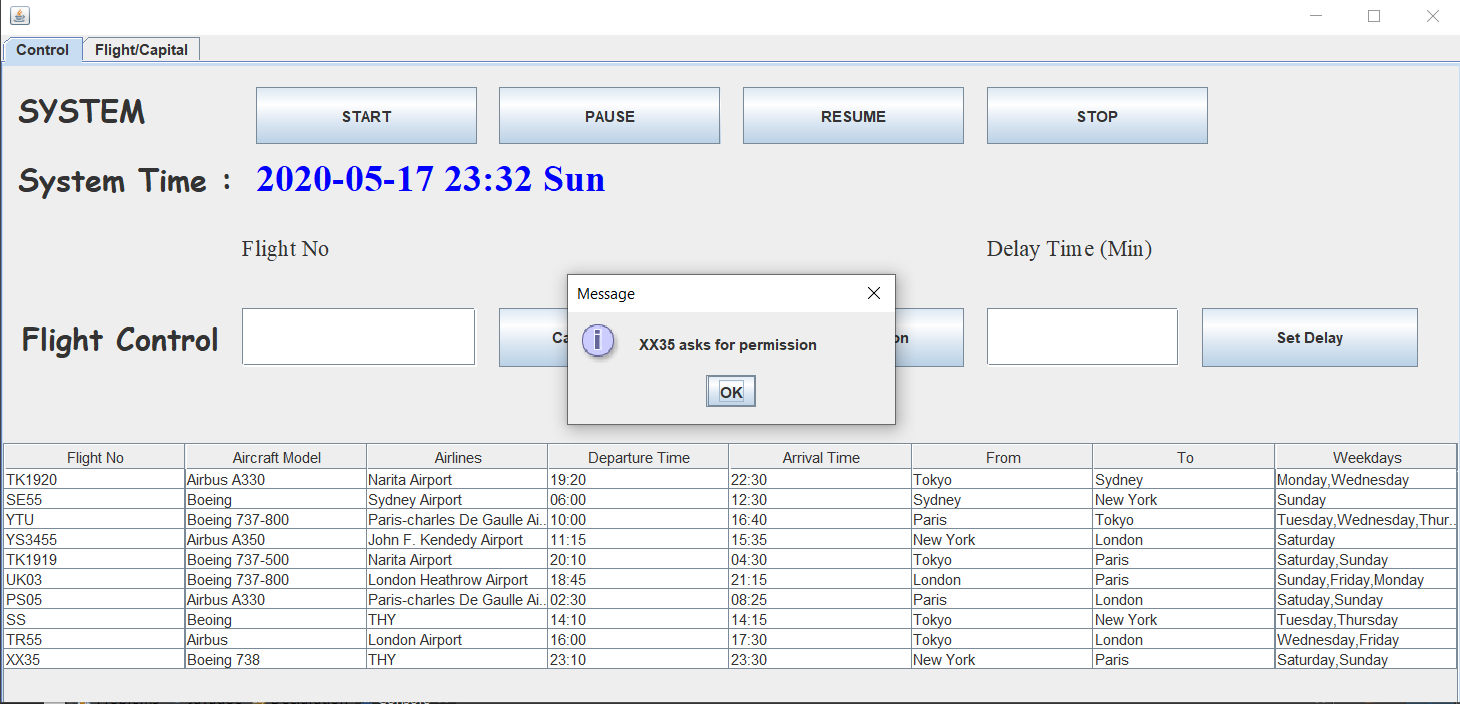 Control Flight/Capital
SYSTEM START PAUSE RESUME STOP
System Time : 2020-05-17 23:32 Sun
Flight No Delay Time (Min)
Message
Flight Control Set Delay
XX35 asks for permission
OK
Flight No Aircraft Model Airlines Departure Time Arrival Time From To Weekdays
TK1920 Airbus A330 Narita Airport 19:20 22:30 Tokyo Sydney Monday,Wednesday
SE55 Boeing Sydney Airport 06:00 12:30 Sydney New York Sunday
YTU Boeing 737-800 Paris-charles De Gaulle Ai... 10:00 16:40 Paris Tokyo Tuesday,Wednesday,Thur...
YS3455 Airbus A350 John F. Kendedy Airport 11:15 15:35 New York London Saturday
TK1919 Boeing 737-500 Narita Airport 20:10 04:30 Tokyo Paris Saturday,Sunday
UK03 Boeing 737-800 London Heathrow Airport 18:45 21:15 London Paris Sunday,Friday,Monday
PS05 Airbus A330 Paris-charles De Gaulle Ai... 02:30 08:25 Paris London Satuday,Sunday
SS Beoing THY 14:10 14:15 Tokyo New York Tuesday,Thursday
TR55 Airbus London Airport 16:00 17:30 Tokyo London Wednesday,Friday
XX35 Boeing 738 THY 23:10 23:30 New York Paris Saturday,Sunday